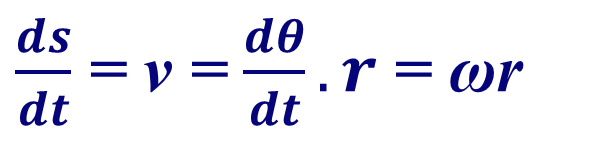 ds/dt = v = dθ/dt . r = ωr